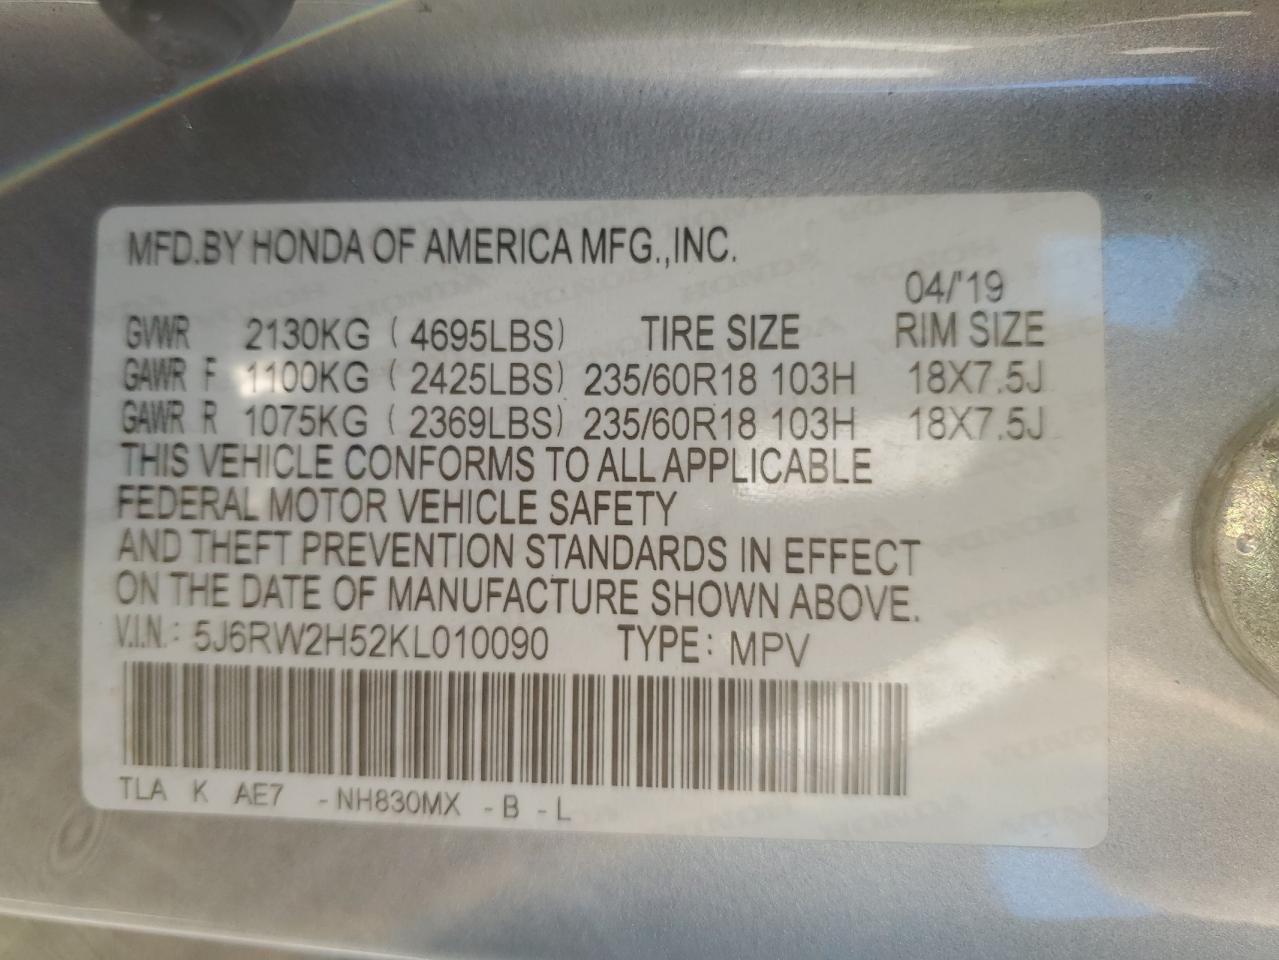 MFD.BY HONDA OF AMERICA MFG.,INC.
04/'19
GVWR 2130KG ( 4695LBS) TIRE SIZE RIM SIZE
GAWR F 1100KG ( 2425LBS) 235/60R18 103H 18X7.5J
GAWR R 1075KG ( 2369LBS) 235/60R18 103H 18X7.5J
THIS VEHICLE CONFORMS TO ALL APPLICABLE
FEDERAL MOTOR VEHICLE SAFETY
AND THEFT PREVENTION STANDARDS IN EFFECT
ON THE DATE OF MANUFACTURE SHOWN ABOVE.
V.I.N.: 5J6RW2H52KL010090 TYPE: MPV
TLA K AE7 -NH830MX -B -L